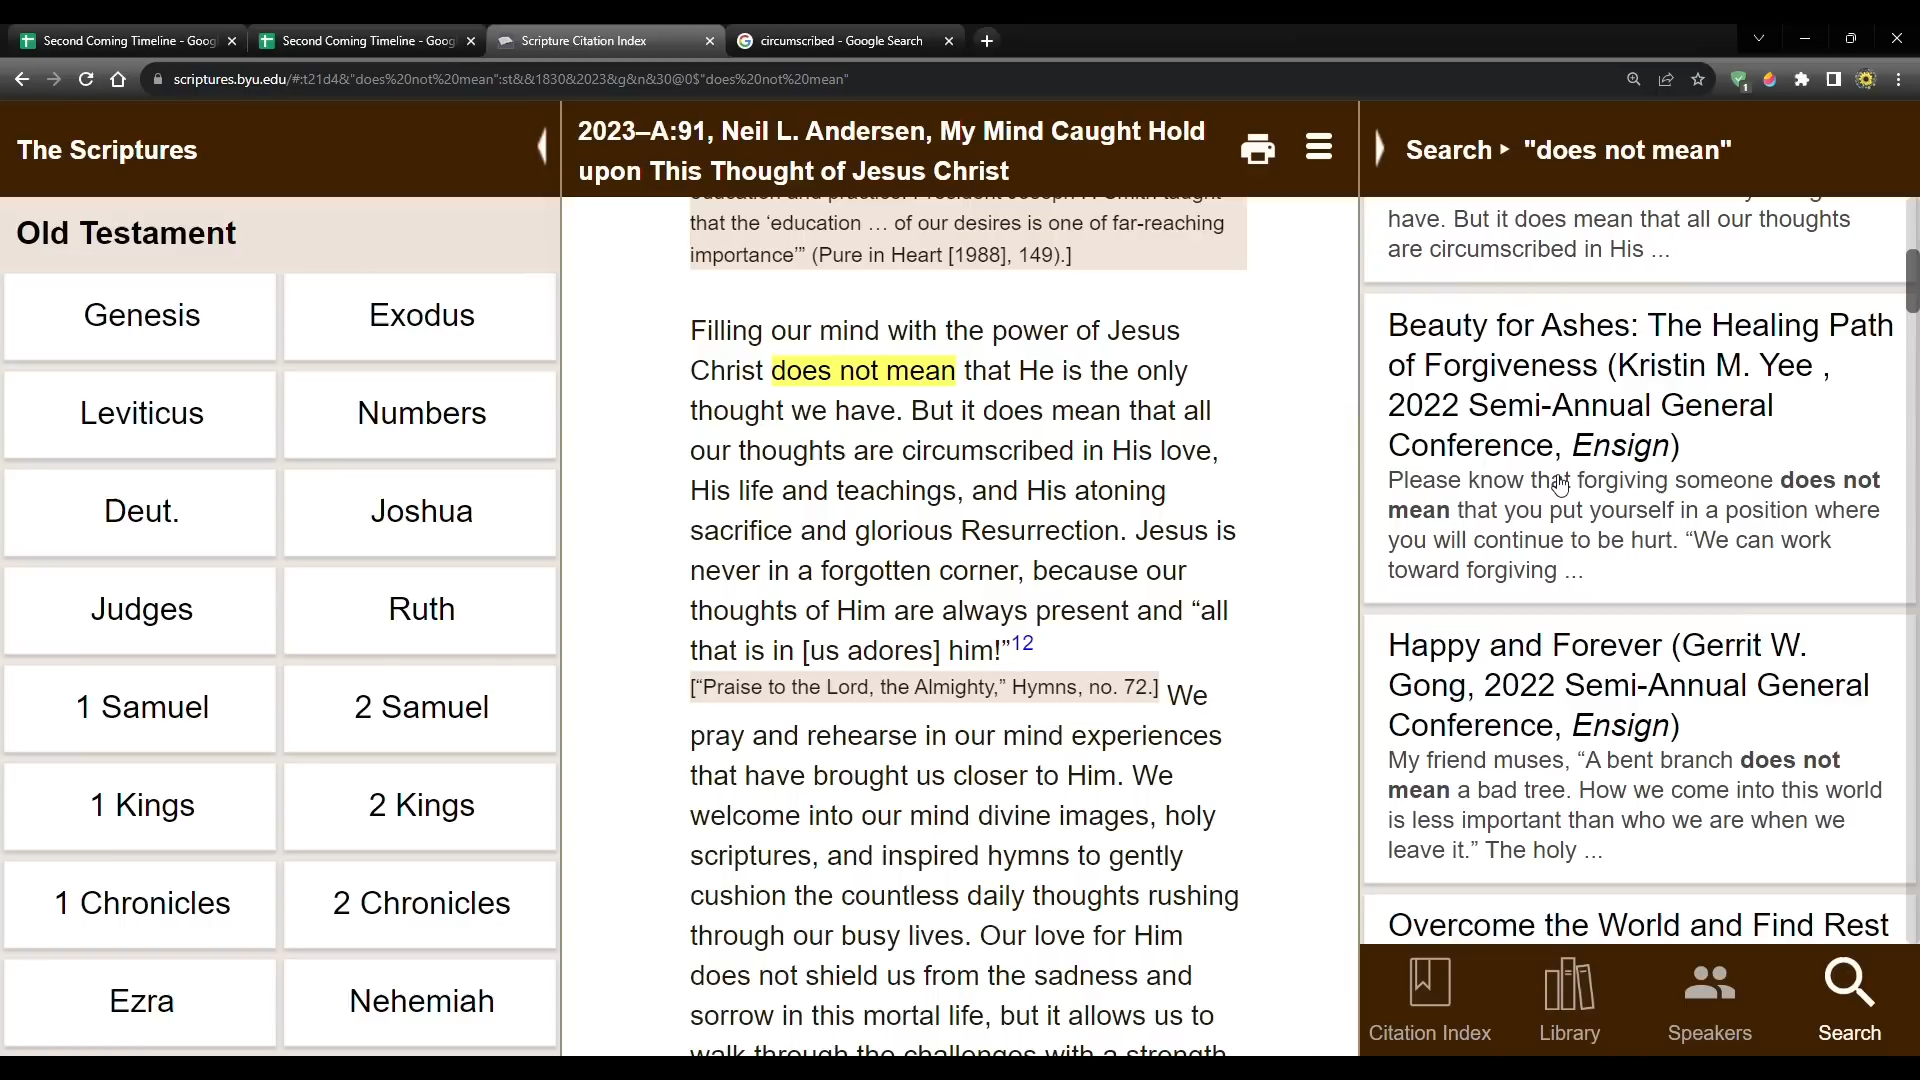 Second Coming Timeline - Goog
Second Coming Timeline - Goog
Scripture Citation Index
circumscribed - Google Search
scriptures.byu.edu/#:t21d4&"does%20not%20mean":st&&1830&2023&g&n&30@0$"does%20not%20mean"
1
The Scriptures
Old Testament
Genesis
Exodus
Leviticus
Numbers
Deut.
Joshua
Judges
Ruth
1 Samuel
2 Samuel
1 Kings
2 Kings
1 Chronicles
2 Chronicles
Ezra
Nehemiah
2023–A:91, Neil L. Andersen, My Mind Caught Hold
upon This Thought of Jesus Christ
that the ‘education … of our desires is one of far-reaching
importance’” (Pure in Heart [1988], 149).]
Filling our mind with the power of Jesus
Christ does not mean that He is the only
thought we have. But it does mean that all
our thoughts are circumscribed in His love,
His life and teachings, and His atoning
sacrifice and glorious Resurrection. Jesus is
never in a forgotten corner, because our
thoughts of Him are always present and “all
that is in [us adores] him!”12
[“Praise to the Lord, the Almighty,” Hymns, no. 72.] We
pray and rehearse in our mind experiences
that have brought us closer to Him. We
welcome into our mind divine images, holy
scriptures, and inspired hymns to gently
cushion the countless daily thoughts rushing
through our busy lives. Our love for Him
does not shield us from the sadness and
sorrow in this mortal life, but it allows us to
walk through the challenges with a strength
Search ▸ "does not mean"
have. But it does mean that all our thoughts
are circumscribed in His ...
Beauty for Ashes: The Healing Path
of Forgiveness (Kristin M. Yee ,
2022 Semi-Annual General
Conference, Ensign)
Please know that forgiving someone does not
mean that you put yourself in a position where
you will continue to be hurt. “We can work
toward forgiving ...
Happy and Forever (Gerrit W.
Gong, 2022 Semi-Annual General
Conference, Ensign)
My friend muses, “A bent branch does not
mean a bad tree. How we come into this world
is less important than who we are when we
leave it.” The holy ...
Overcome the World and Find Rest
Citation Index
Library
Speakers
Search